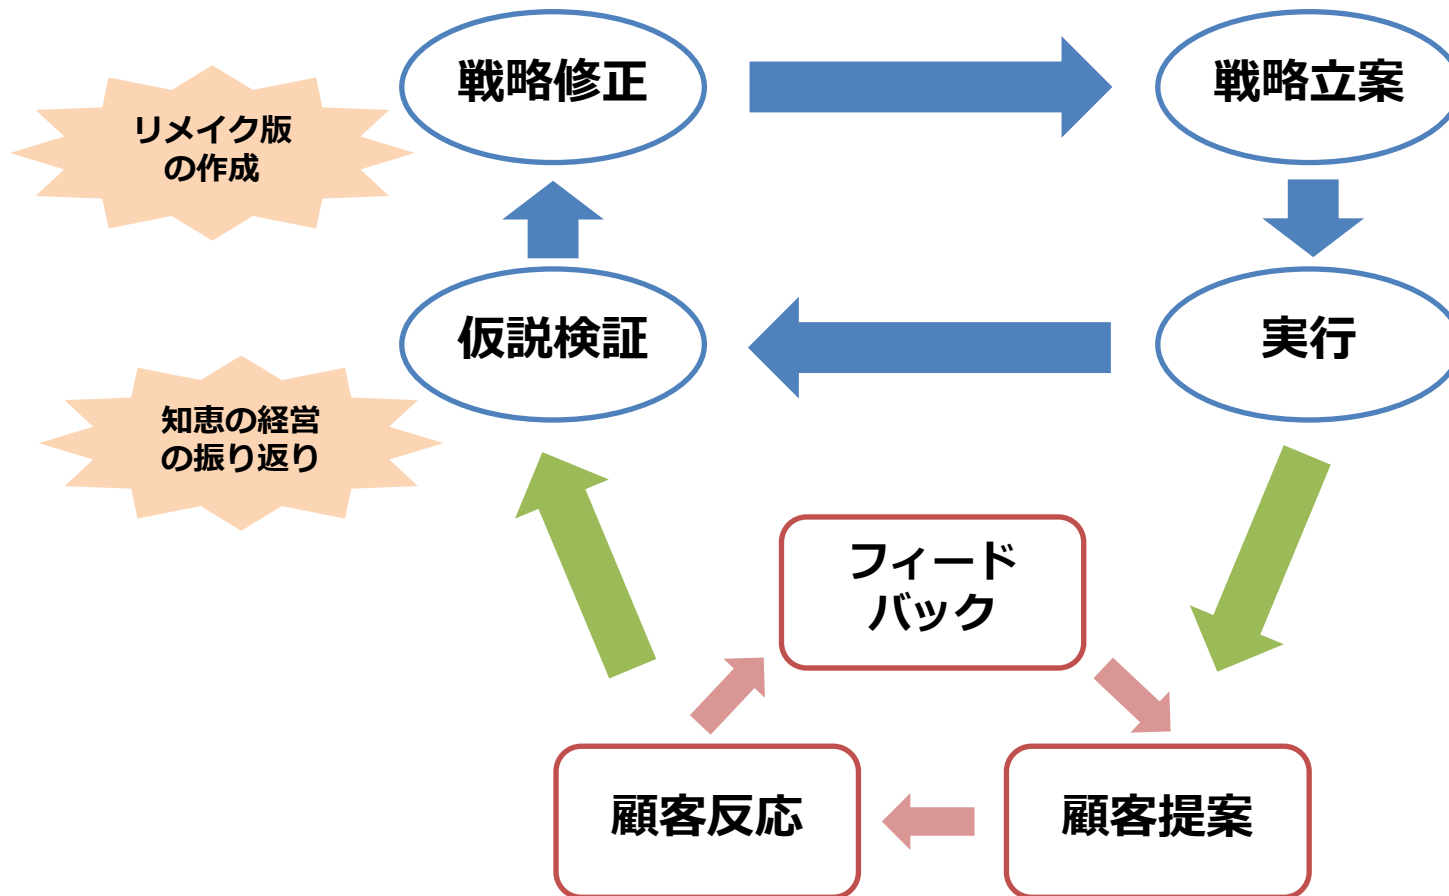 戦略修正
戦略立案
リメイク版
の作成
仮説検証
実行
知恵の経営
の振り返り
フィード
バック
顧客反応
顧客提案